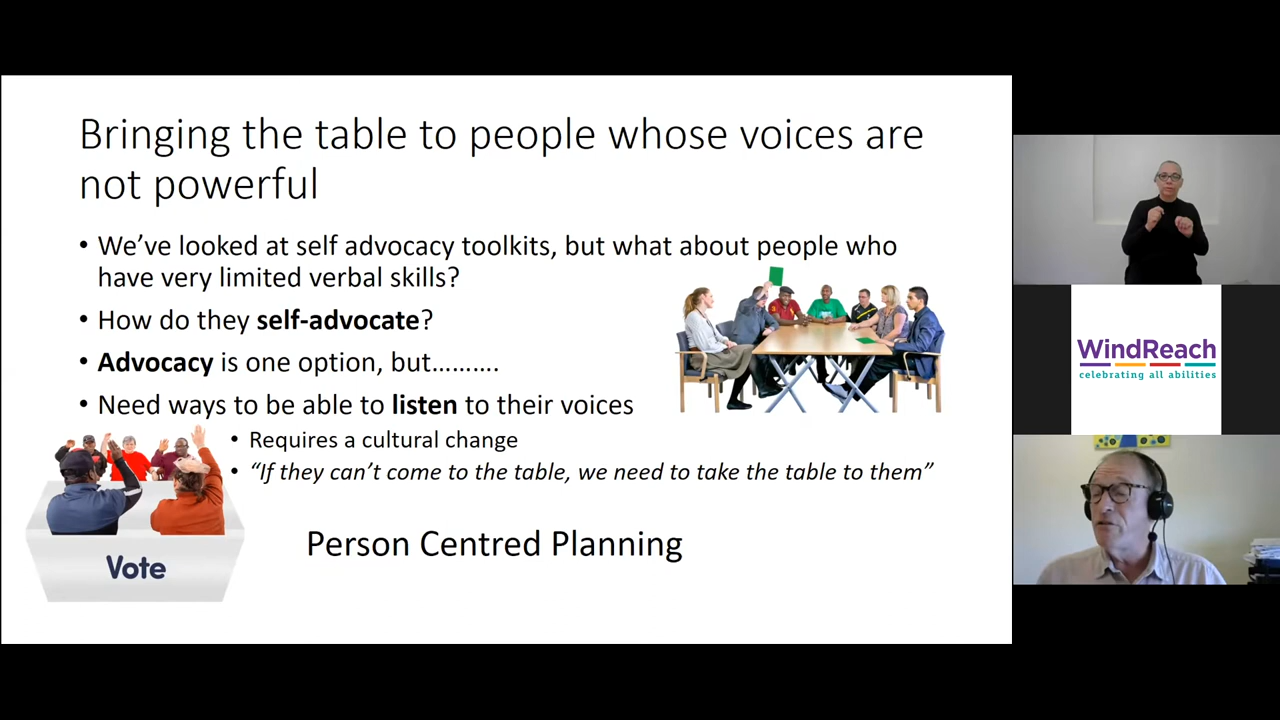 Bringing the table to people whose voices are
not powerful
• We’ve looked at self advocacy toolkits, but what about people who
have very limited verbal skills?
• How do they self-advocate?
• Advocacy is one option, but……….
• Need ways to be able to listen to their voices
• Requires a cultural change
• “If they can’t come to the table, we need to take the table to them”
Person Centred Planning
Vote
WindReach
celebrating all abilities